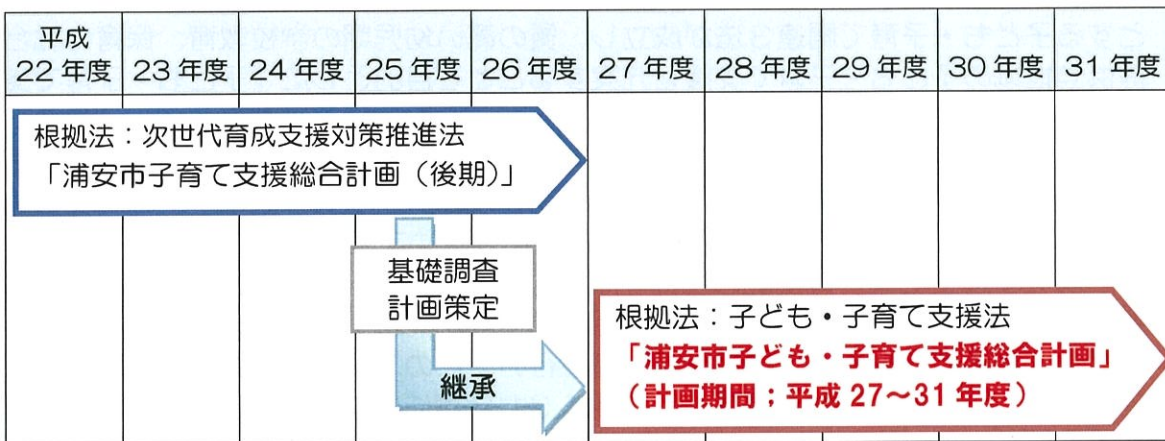 平成
22 年度 23 年度 24 年度 25 年度 26 年度 27 年度 28 年度 29 年度 30 年度 31 年度
根拠法：次世代育成支援対策推進法
「浦安市子育て支援総合計画（後期）」
基礎調査
計画策定
継承
根拠法：子ども・子育て支援法
「浦安市子ども・子育て支援総合計画」
（計画期間；平成 27～31 年度）